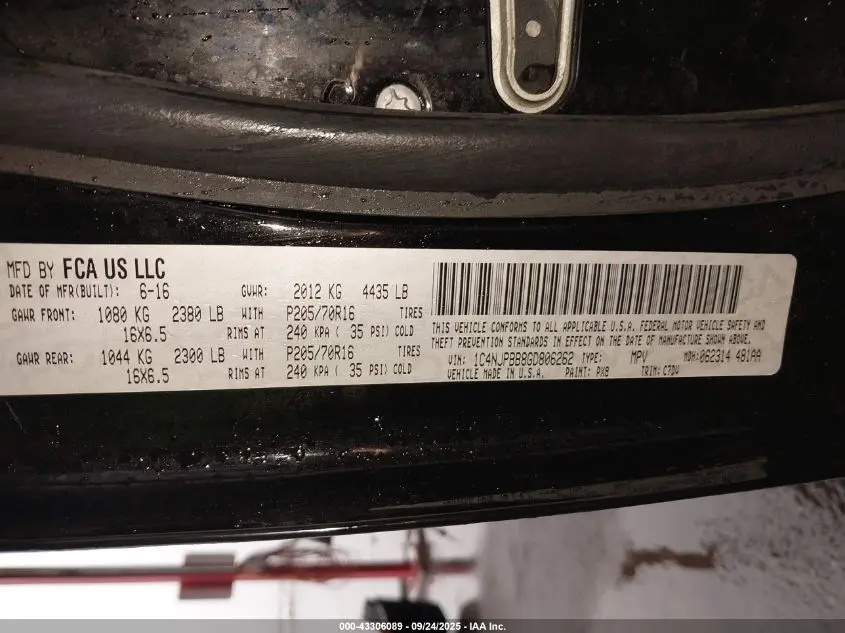 MFD BY FCA US LLC
DATE OF MFR(BUILT): 6-16 GVWR: 2012 KG 4435 LB
GAWR FRONT: 1080 KG 2380 LB WITH P205/70R16 TIRES
16X6.5 RIMS AT 240 KPA ( 35 PSI) COLD
GAWR REAR: 1044 KG 2300 LB WITH P205/70R16 TIRES
16X6.5 RIMS AT 240 KPA ( 35 PSI) COLD
THIS VEHICLE CONFORMS TO ALL APPLICABLE U.S.A. FEDERAL MOTOR VEHICLE SAFETY AND
THEFT PREVENTION STANDARDS IN EFFECT ON THE DATE OF MANUFACTURE SHOWN ABOVE.
VIN: 1C4NJPBB8GD806262 TYPE: MPV MDH:062314 481AA
VEHICLE MADE IN U.S.A. PAINT: PX8 TRIM:C7DV
000-43306089 - 09/24/2025 - IAA Inc.